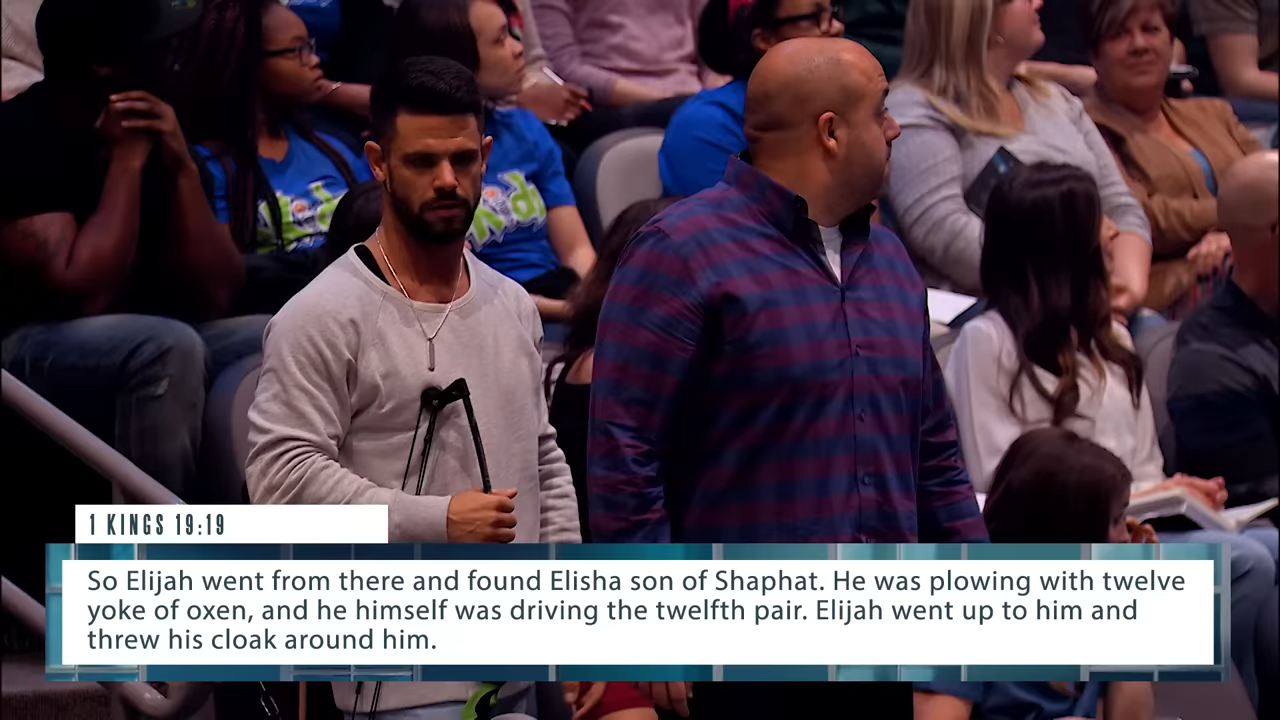 Kids
Kids
1 KINGS 19:19
So Elijah went from there and found Elisha son of Shaphat. He was plowing with twelve
yoke of oxen, and he himself was driving the twelfth pair. Elijah went up to him and
threw his cloak around him.